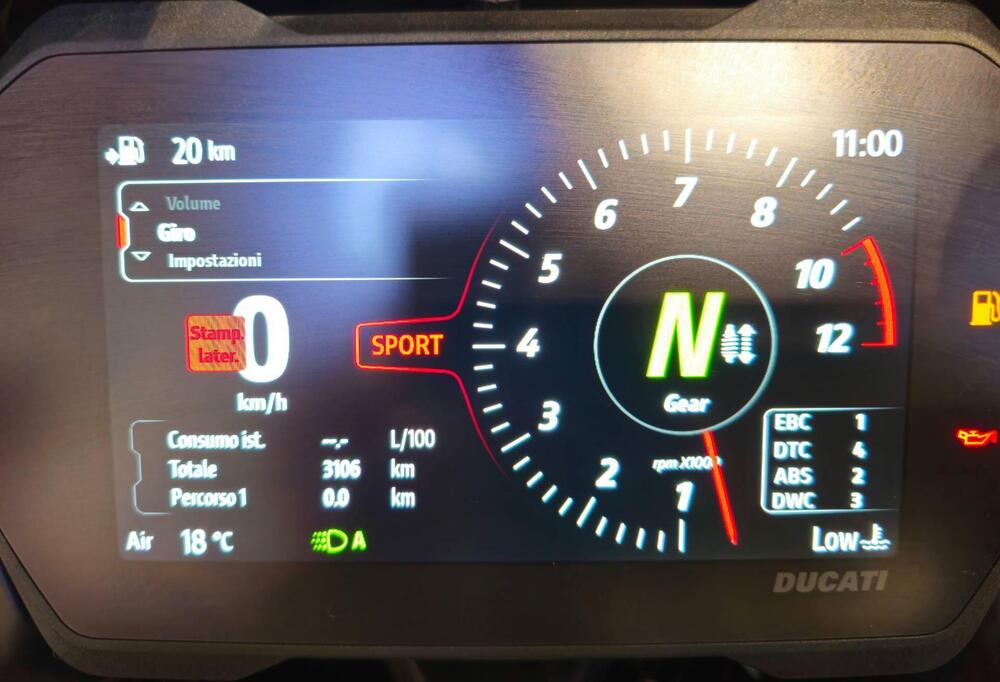 20 km
11:00
Volume
Giro
Impostazioni
7
6
8
5
10
4
12
3
2
1
rpm X1000
N
Gear
Stamp.
later.
0
km/h
SPORT
Consumo ist. --.- L/100
Totale 3106 km
Percorso 1 0.0 km
EBC 1
DTC 4
ABS 2
DWC 3
Air 18 °C
A
Low
DUCATI